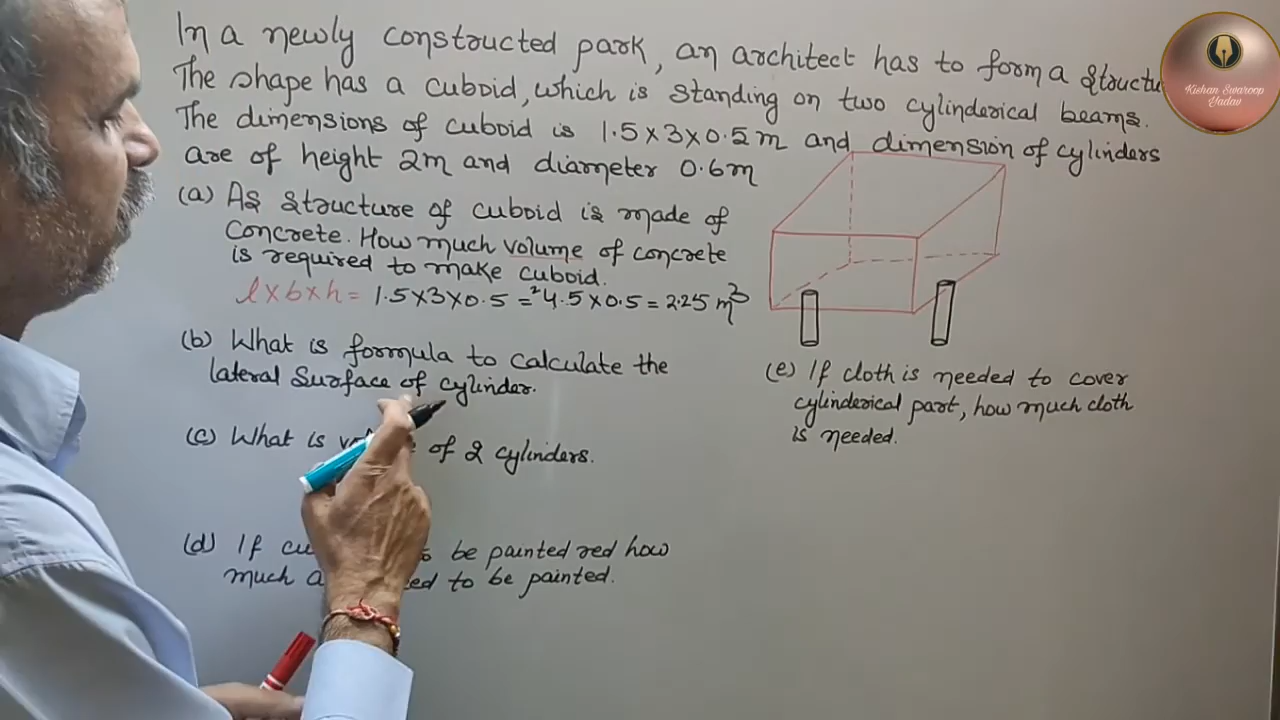 In a newly constructed park, an architect has to form a structu
The shape has a cuboid, which is standing on two cylinderical beams.
The dimensions of cuboid is 1.5×3×0.5m and dimension of cylinders
are of height 2m and diameter 0.6m
(a) As structure of cuboid is made of
concrete. How much volume of concrete
is required to make cuboid.
l×b×h = 1.5×3×0.5 = 4.5×0.5 = 2.25 m³
(b) What is formula to calculate the
lateral surface of cylinder.
(c) What is of 2 cylinders.
(d) If be painted red how
much to be painted.
(e) If cloth is needed to cover
cylinderical part, how much cloth
is needed.
Kishan Swaroop
Yadav